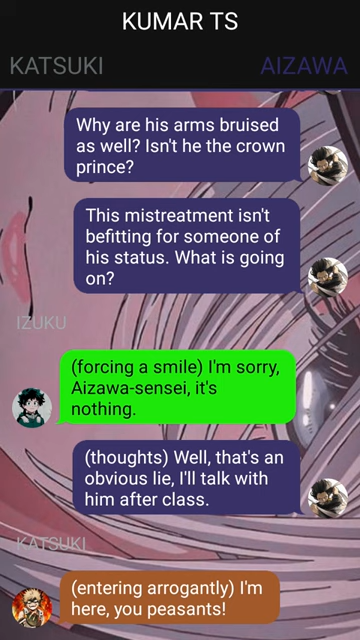 KUMAR TS
KATSUKI
AIZAWA
Why are his arms bruised
as well? Isn't he the crown
prince?
This mistreatment isn't
befitting for someone of
his status. What is going
on?
IZUKU
(forcing a smile) I'm sorry,
Aizawa-sensei, it's
nothing.
(thoughts) Well, that's an
obvious lie, I'll talk with
him after class.
KATSUKI
(entering arrogantly) I'm
here, you peasants!